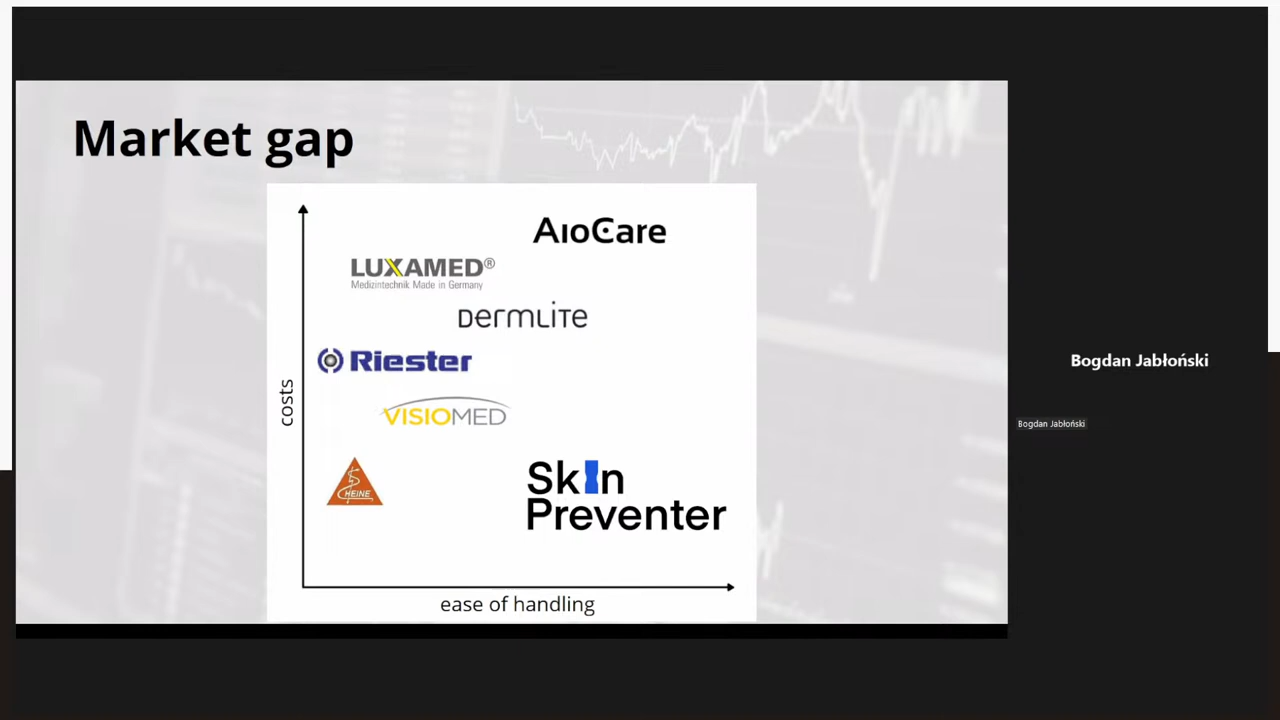 Market gap
AioCare
LUXAMED®
Medizintechnik Made in Germany
DERMLITE
Riester
VISIOMED
HEINE
SkIn
Preventer
costs
ease of handling
Bogdan Jabłoński
Bogdan Jabłoński